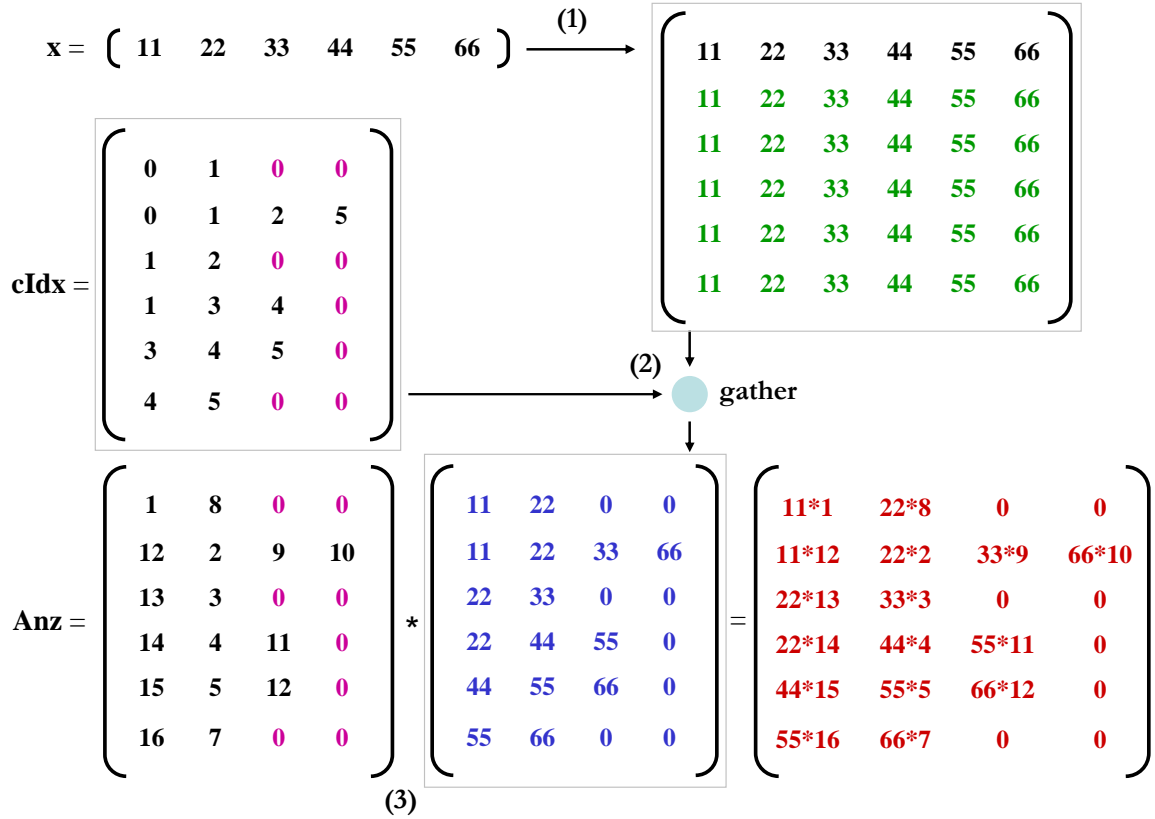 (1)
x = ( 11 22 33 44 55 66 )
11 22 33 44 55 66
11 22 33 44 55 66
11 22 33 44 55 66
11 22 33 44 55 66
11 22 33 44 55 66
11 22 33 44 55 66
cIdx =
0 1 0 0
0 1 2 5
1 2 0 0
1 3 4 0
3 4 5 0
4 5 0 0
(2)
gather
Anz =
1 8 0 0
12 2 9 10
13 3 0 0
14 4 11 0
15 5 12 0
16 7 0 0
*
11 22 0 0
11 22 33 66
22 33 0 0
22 44 55 0
44 55 66 0
55 66 0 0
=
11*1 22*8 0 0
11*12 22*2 33*9 66*10
22*13 33*3 0 0
22*14 44*4 55*11 0
44*15 55*5 66*12 0
55*16 66*7 0 0
(3)